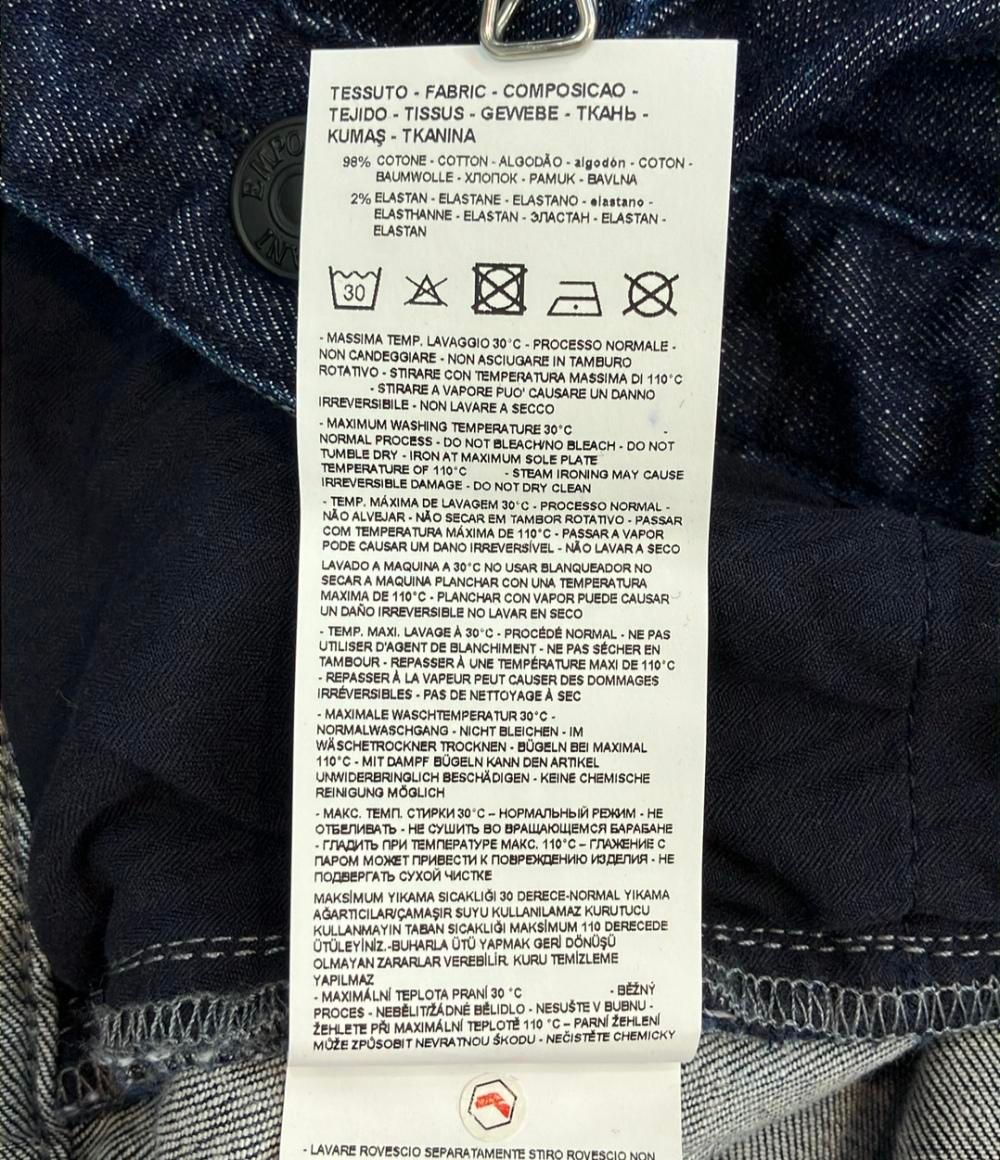 TESSUTO - FABRIC - COMPOSICAO -
TEJIDO - TISSUS - GEWEBE - ТКАНЬ -
KUMAŞ - TKANINA
98% COTONE - COTTON - ALGODÃO - algodón - COTON -
BAUMWOLLE - ХЛОПОК - PAMUK - BAVLNA
2% ELASTAN - ELASTANE - ELASTANO - elastano -
ELASTHANNE - ELASTAN - ЭЛАСТАН - ELASTAN -
ELASTAN
EMPO
ANI
30
- MASSIMA TEMP. LAVAGGIO 30°C - PROCESSO NORMALE -
NON CANDEGGIARE - NON ASCIUGARE IN TAMBURO
ROTATIVO - STIRARE CON TEMPERATURA MASSIMA DI 110°C
- STIRARE A VAPORE PUO' CAUSARE UN DANNO
IRREVERSIBILE - NON LAVARE A SECCO
- MAXIMUM WASHING TEMPERATURE 30°C -
NORMAL PROCESS - DO NOT BLEACH/NO BLEACH - DO NOT
TUMBLE DRY - IRON AT MAXIMUM SOLE PLATE
TEMPERATURE OF 110°C - STEAM IRONING MAY CAUSE
IRREVERSIBLE DAMAGE - DO NOT DRY CLEAN
- TEMP. MÁXIMA DE LAVAGEM 30°C - PROCESSO NORMAL -
NÃO ALVEJAR - NÃO SECAR EM TAMBOR ROTATIVO - PASSAR
COM TEMPERATURA MÁXIMA DE 110°C - PASSAR A VAPOR
PODE CAUSAR UM DANO IRREVERSÍVEL - NÃO LAVAR A SECO
LAVADO A MAQUINA A 30°C NO USAR BLANQUEADOR NO
SECAR A MAQUINA PLANCHAR CON UNA TEMPERATURA
MAXIMA DE 110°C - PLANCHAR CON VAPOR PUEDE CAUSAR
UN DAÑO IRREVERSIBLE NO LAVAR EN SECO
- TEMP. MAXI. LAVAGE À 30°C - PROCÉDÉ NORMAL - NE PAS
UTILISER D'AGENT DE BLANCHIMENT - NE PAS SÉCHER EN
TAMBOUR - REPASSER À UNE TEMPÉRATURE MAXI DE 110°C
- REPASSER À LA VAPEUR PEUT CAUSER DES DOMMAGES
IRRÉVERSIBLES - PAS DE NETTOYAGE À SEC
- MAXIMALE WASCHTEMPERATUR 30°C -
NORMALWASCHGANG - NICHT BLEICHEN - IM
WÄSCHETROCKNER TROCKNEN - BÜGELN BEI MAXIMAL
110°C - MIT DAMPF BÜGELN KANN DEN ARTIKEL
UNWIDERBRINGLICH BESCHÄDIGEN - KEINE CHEMISCHE
REINIGUNG MÖGLICH
- МАКС. ТЕМП. СТИРКИ 30°C – НОРМАЛЬНЫЙ РЕЖИМ - НЕ
ОТБЕЛИВАТЬ - НЕ СУШИТЬ ВО ВРАЩАЮЩЕМСЯ БАРАБАНЕ
- ГЛАДИТЬ ПРИ ТЕМПЕРАТУРЕ МАКС. 110°C – ГЛАЖЕНИЕ С
ПАРОМ МОЖЕТ ПРИВЕСТИ К ПОВРЕЖДЕНИЮ ИЗДЕЛИЯ - НЕ
ПОДВЕРГАТЬ СУХОЙ ЧИСТКЕ
MAKSİMUM YIKAMA SICAKLIĞI 30 DERECE-NORMAL YIKAMA
AĞARTICILAR/ÇAMAŞIR SUYU KULLANILAMAZ KURUTUCU
KULLANMAYIN TABAN SICAKLIĞI MAKSİMUM 110 DERECEDE
ÜTÜLEYİNİZ.-BUHARLA ÜTÜ YAPMAK GERİ DÖNÜŞÜ
OLMAYAN ZARARLAR VEREBİLİR. KURU TEMİZLEME
YAPILMAZ
- MAXIMÁLNÍ TEPLOTA PRANÍ 30 °C - BĚŽNÝ
PROCES - NEBĚLIT/ŽÁDNÉ BĚLIDLO - NESUŠTE V BUBNU -
ŽEHLETE PŘI MAXIMÁLNÍ TEPLOTĚ 110 °C – PARNÍ ŽEHLENÍ
MŮŽE ZPŮSOBIT NEVRATNOU ŠKODU - NEČISTĚTE CHEMICKY
- LAVARE ROVESCIO SEPARATAMENTE STIRO ROVESCIO NON